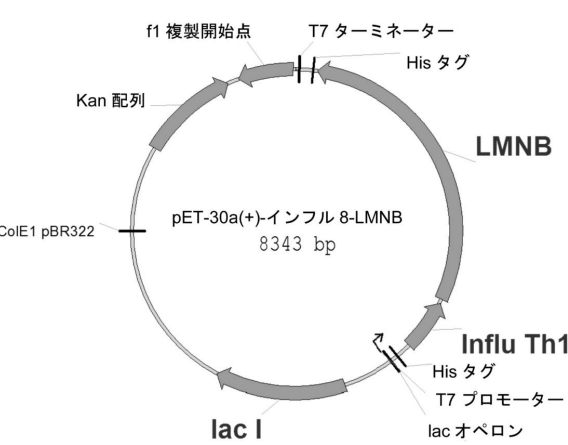 f1 複製開始点
T7 ターミネーター
His タグ
Kan 配列
LMNB
ColE1 pBR322
pET-30a(+)-インフル 8-LMNB
8343 bp
Influ Th1
His タグ
T7 プロモーター
lac オペロン
lac I